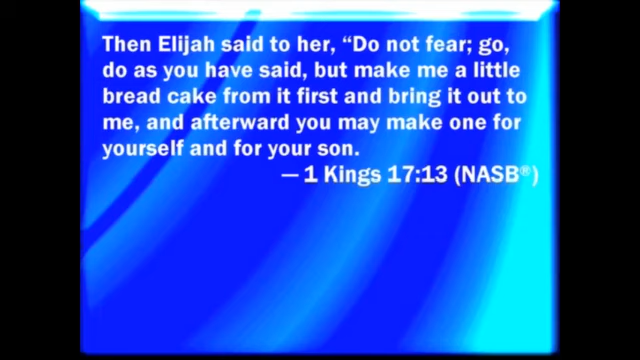 Then Elijah said to her, “Do not fear; go,
do as you have said, but make me a little
bread cake from it first and bring it out to
me, and afterward you may make one for
yourself and for your son.
— 1 Kings 17:13 (NASB®)